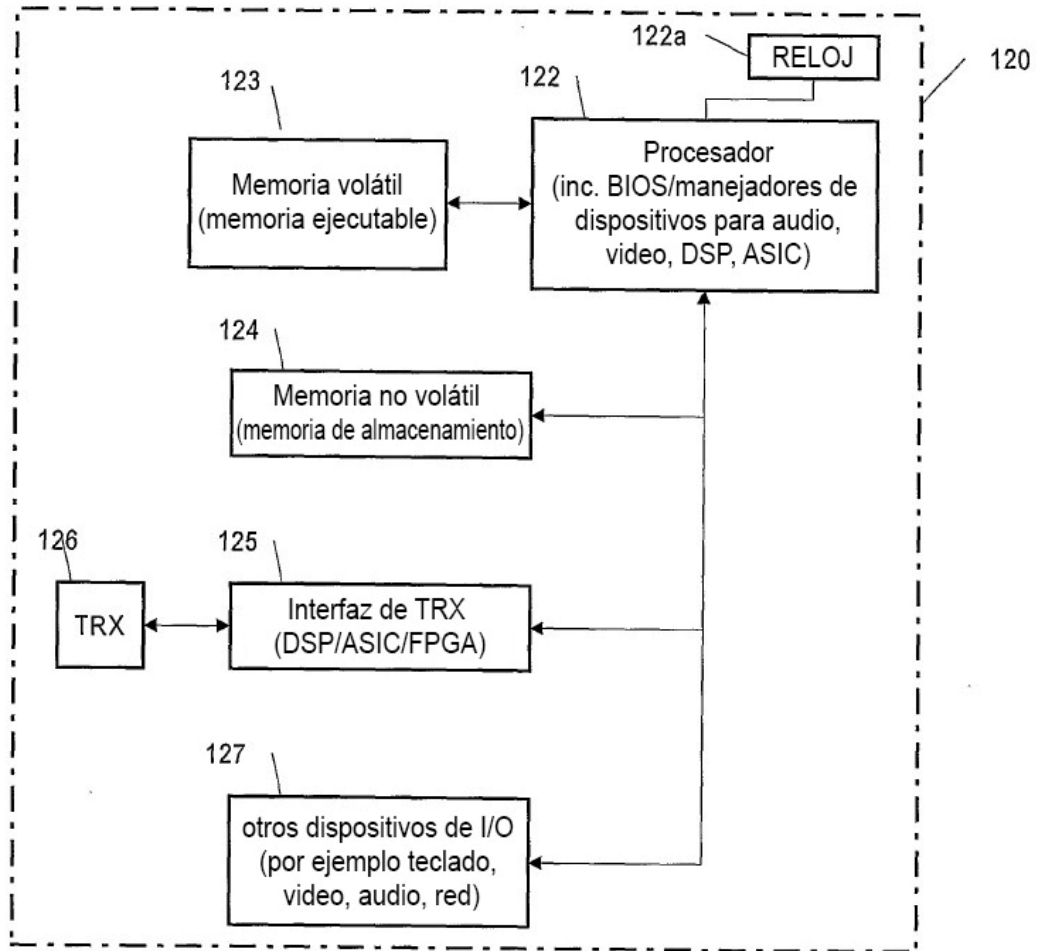 122a
RELOJ
120
123
122
Memoria volátil
(memoria ejecutable)
Procesador
(inc. BIOS/manejadores de
dispositivos para audio,
video, DSP, ASIC)
124
Memoria no volátil
(memoria de almacenamiento)
126
125
TRX
Interfaz de TRX
(DSP/ASIC/FPGA)
127
otros dispositivos de I/O
(por ejemplo teclado,
video, audio, red)